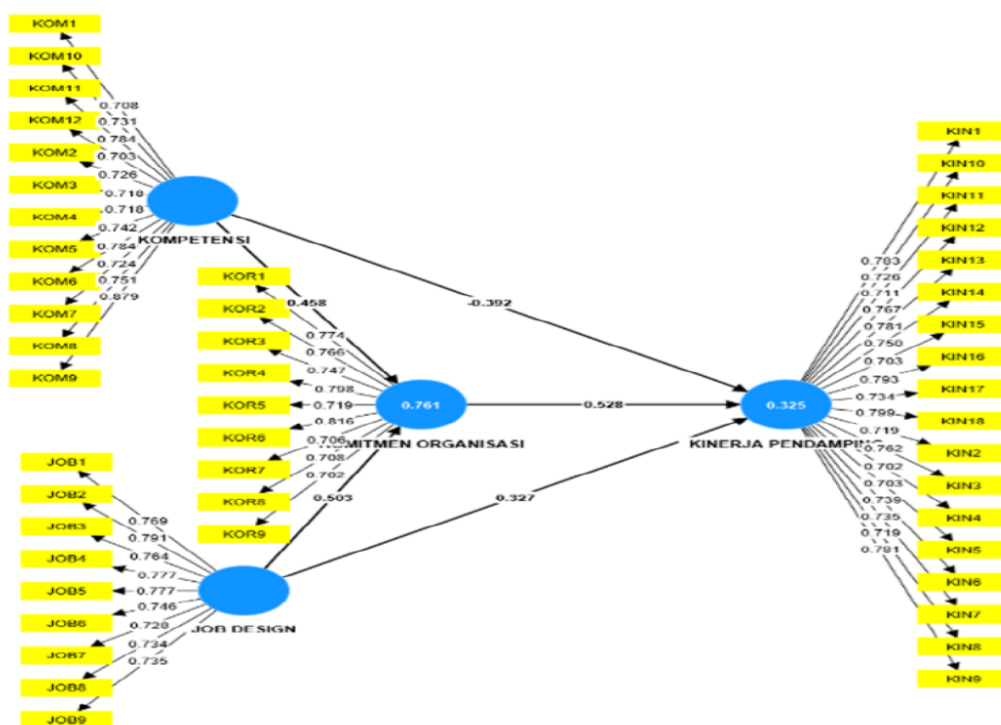 KOM1
KOM10
KOM11
KOM12
KOM2
KOM3
KOM4
KOM5
KOM6
KOM7
KOM8
KOM9
0.708
0.731
0.784
0.703
0.726
0.718
0.718
0.742
0.784
0.724
0.751
0.879
KOMPETENSI
0.458
-0.392
KOR1
KOR2
KOR3
KOR4
KOR5
KOR6
KOR7
KOR8
KOR9
0.774
0.766
0.747
0.798
0.719
0.816
0.706
0.708
0.702
0.761
KOMITMEN ORGANISASI
0.528
0.503
0.327
JOB1
JOB2
JOB3
JOB4
JOB5
JOB6
JOB7
JOB8
JOB9
0.769
0.791
0.764
0.777
0.777
0.746
0.728
0.734
0.735
JOB DESIGN
0.325
KINERJA PENDAMPING
0.783
0.726
0.711
0.767
0.781
0.750
0.703
0.793
0.734
0.799
0.719
0.762
0.702
0.703
0.739
0.735
0.719
0.781
KIN1
KIN10
KIN11
KIN12
KIN13
KIN14
KIN15
KIN16
KIN17
KIN18
KIN2
KIN3
KIN4
KIN5
KIN6
KIN7
KIN8
KIN9